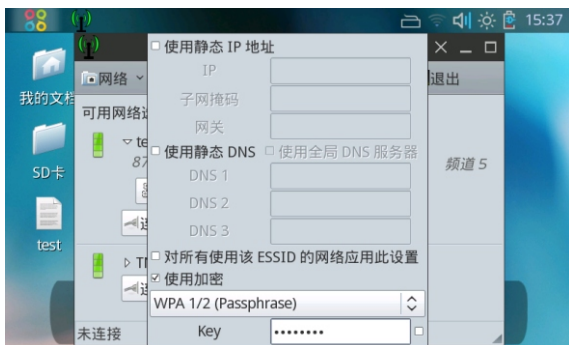 15:37
使用静态 IP 地址
IP
子网掩码
网关
使用静态 DNS 使用全局 DNS 服务器
DNS 1
DNS 2
DNS 3
对所有使用该 ESSID 的网络应用此设置
使用加密
WPA 1/2 (Passphrase)
Key ••••••••
网络
退出
可用网络
te
87
频道 5
TI
未连接
我的文档
SD卡
test